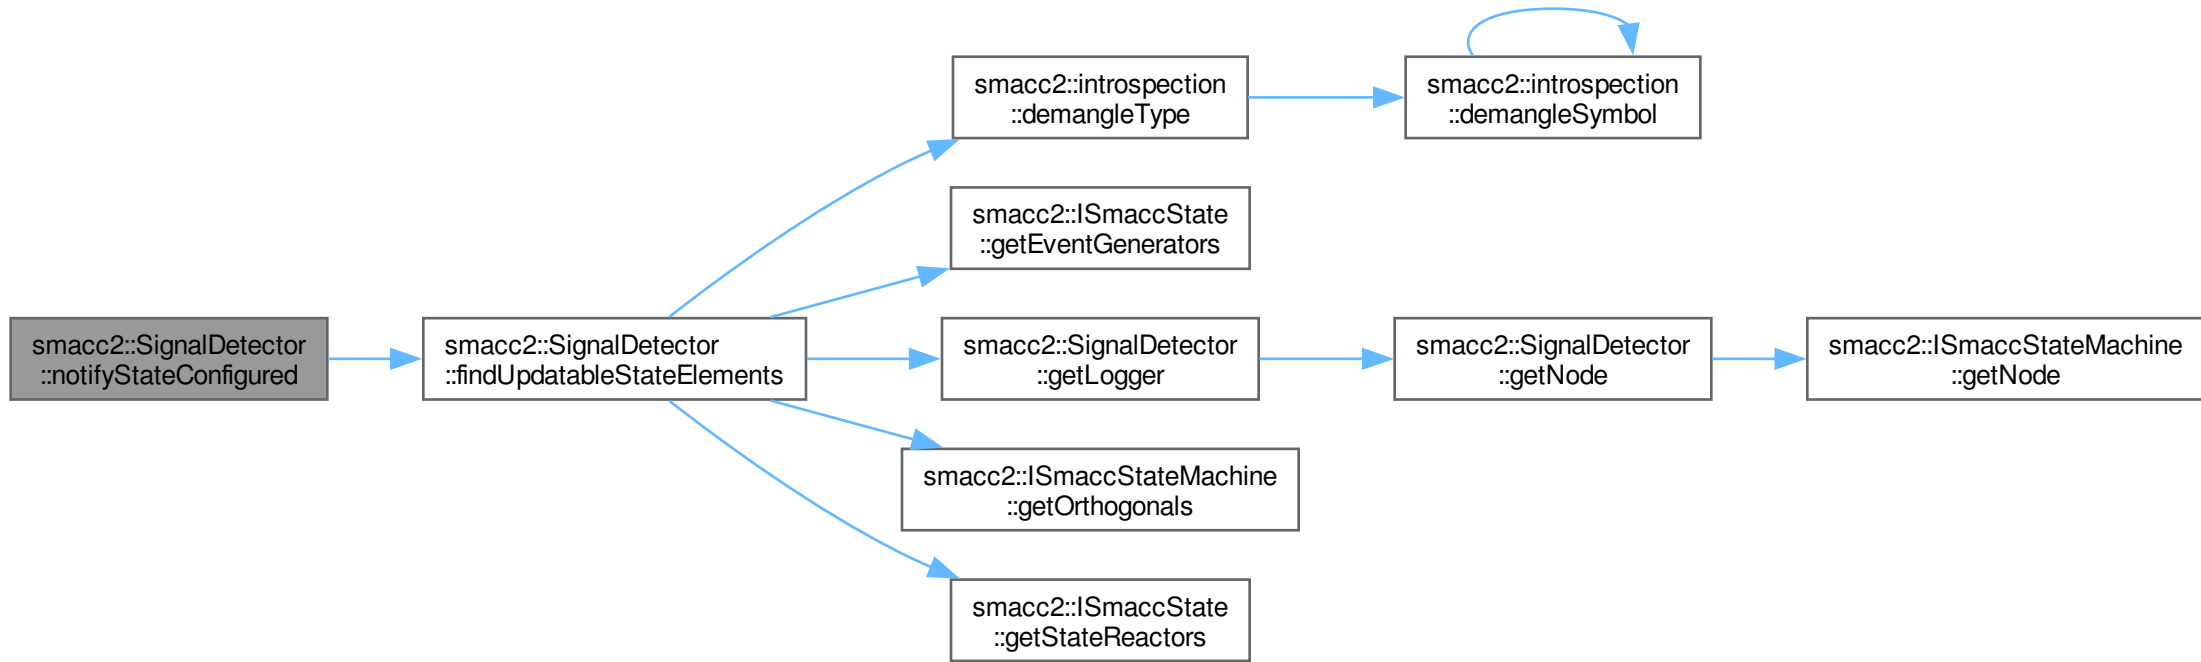 smacc2::SignalDetector
::notifyStateConfigured
smacc2::SignalDetector
::findUpdatableStateElements
smacc2::introspection
::demangleType
smacc2::introspection
::demangleSymbol
smacc2::ISmaccState
::getEventGenerators
smacc2::SignalDetector
::getLogger
smacc2::SignalDetector
::getNode
smacc2::ISmaccStateMachine
::getNode
smacc2::ISmaccStateMachine
::getOrthogonals
smacc2::ISmaccState
::getStateReactors